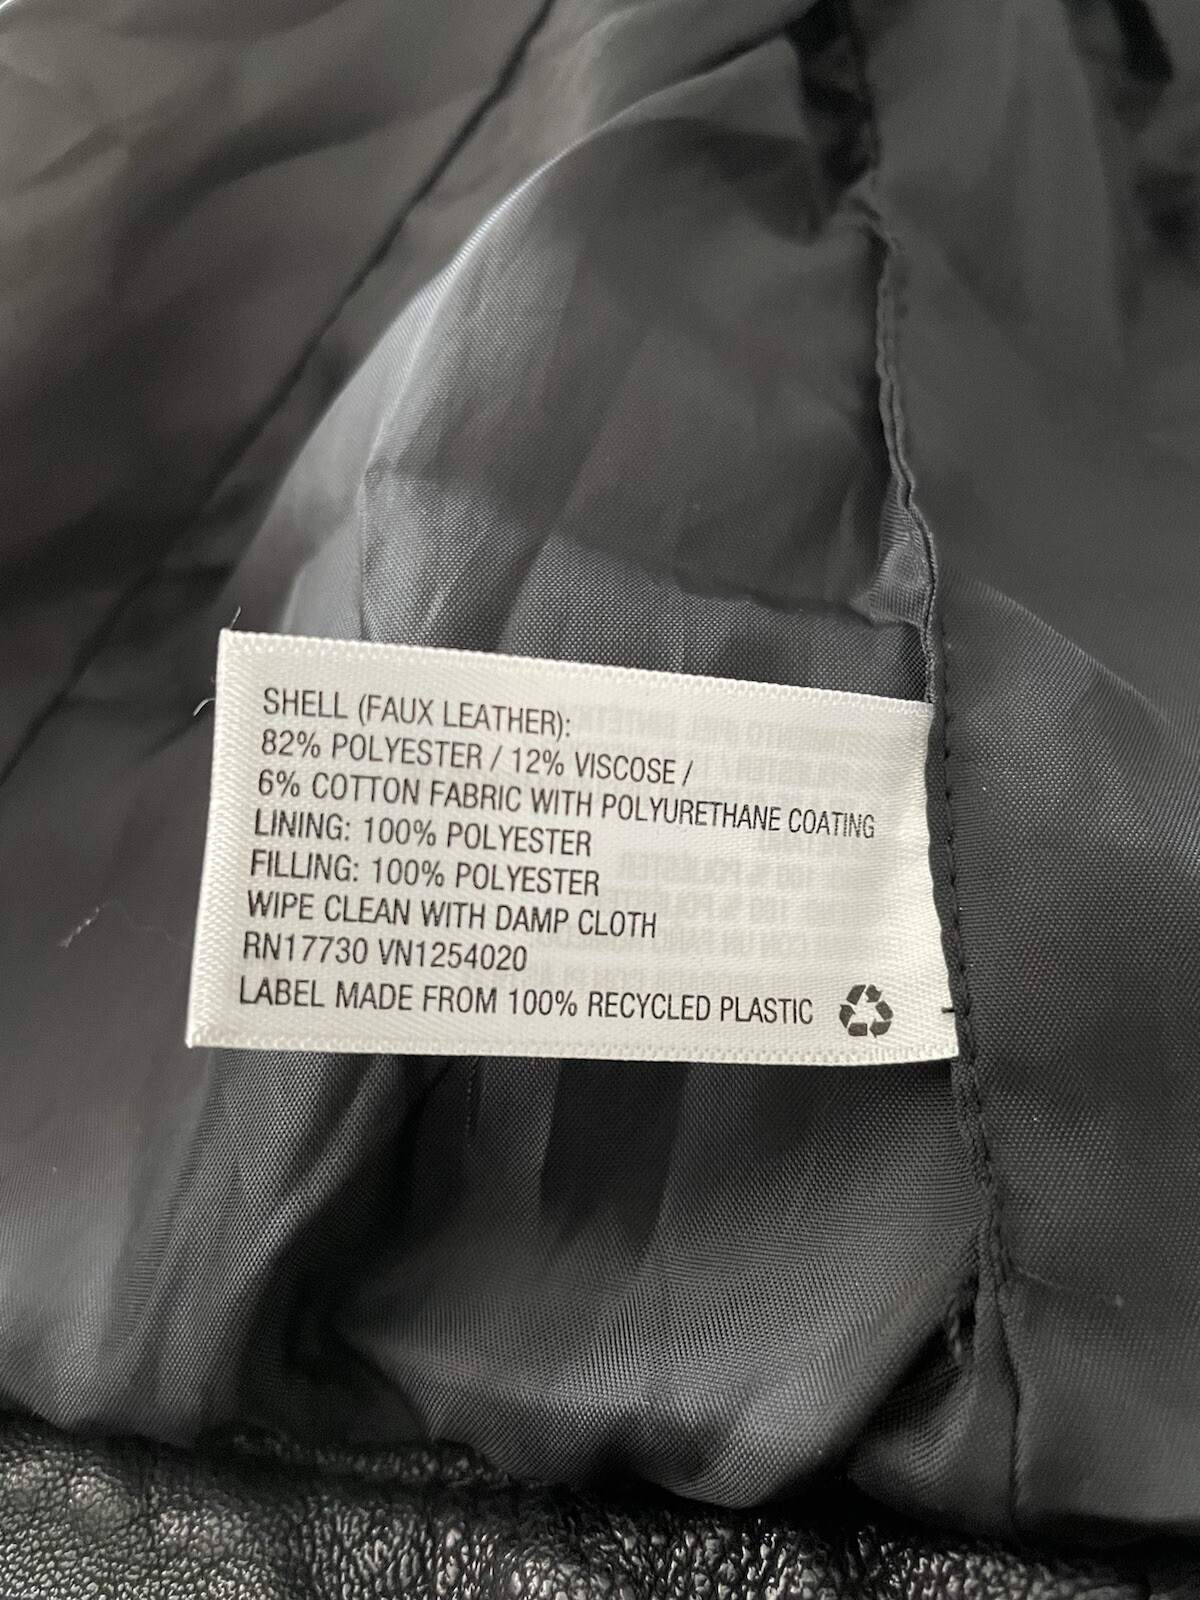 SHELL (FAUX LEATHER):
82% POLYESTER / 12% VISCOSE /
6% COTTON FABRIC WITH POLYURETHANE COATING
LINING: 100% POLYESTER
FILLING: 100% POLYESTER
WIPE CLEAN WITH DAMP CLOTH
RN17730 VN1254020
LABEL MADE FROM 100% RECYCLED PLASTIC